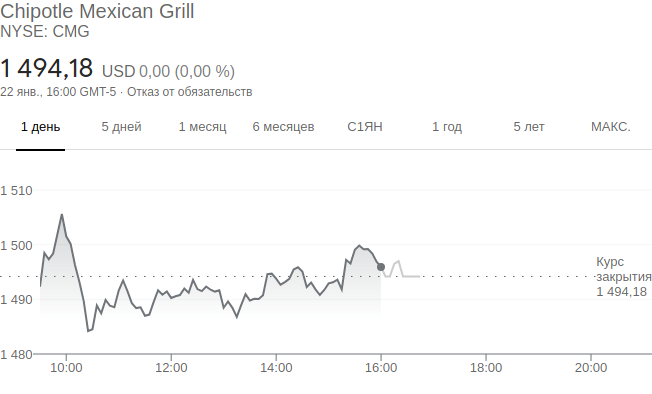 Chipotle Mexican Grill
NYSE: CMG
1 494,18 USD 0,00 (0,00 %)
22 янв., 16:00 GMT-5 · Отказ от обязательств
1 день 5 дней 1 месяц 6 месяцев С1ЯН 1 год 5 лет МАКС.
1 510
1 500
1 490
1 480
Курс
закрытия
1 494,18
10:00 12:00 14:00 16:00 18:00 20:00